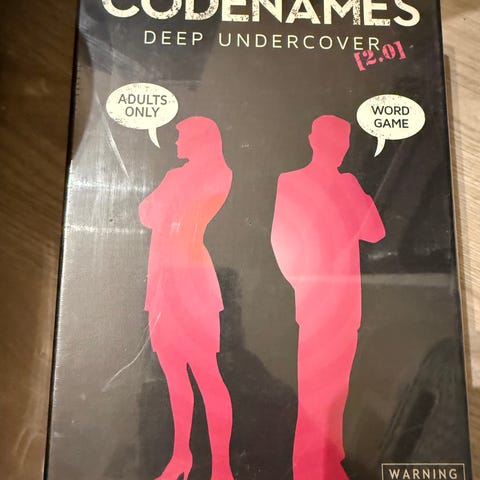 CODENAMES
DEEP UNDERCOVER
[2.0]
ADULTS
ONLY
WORD
GAME
WARNING